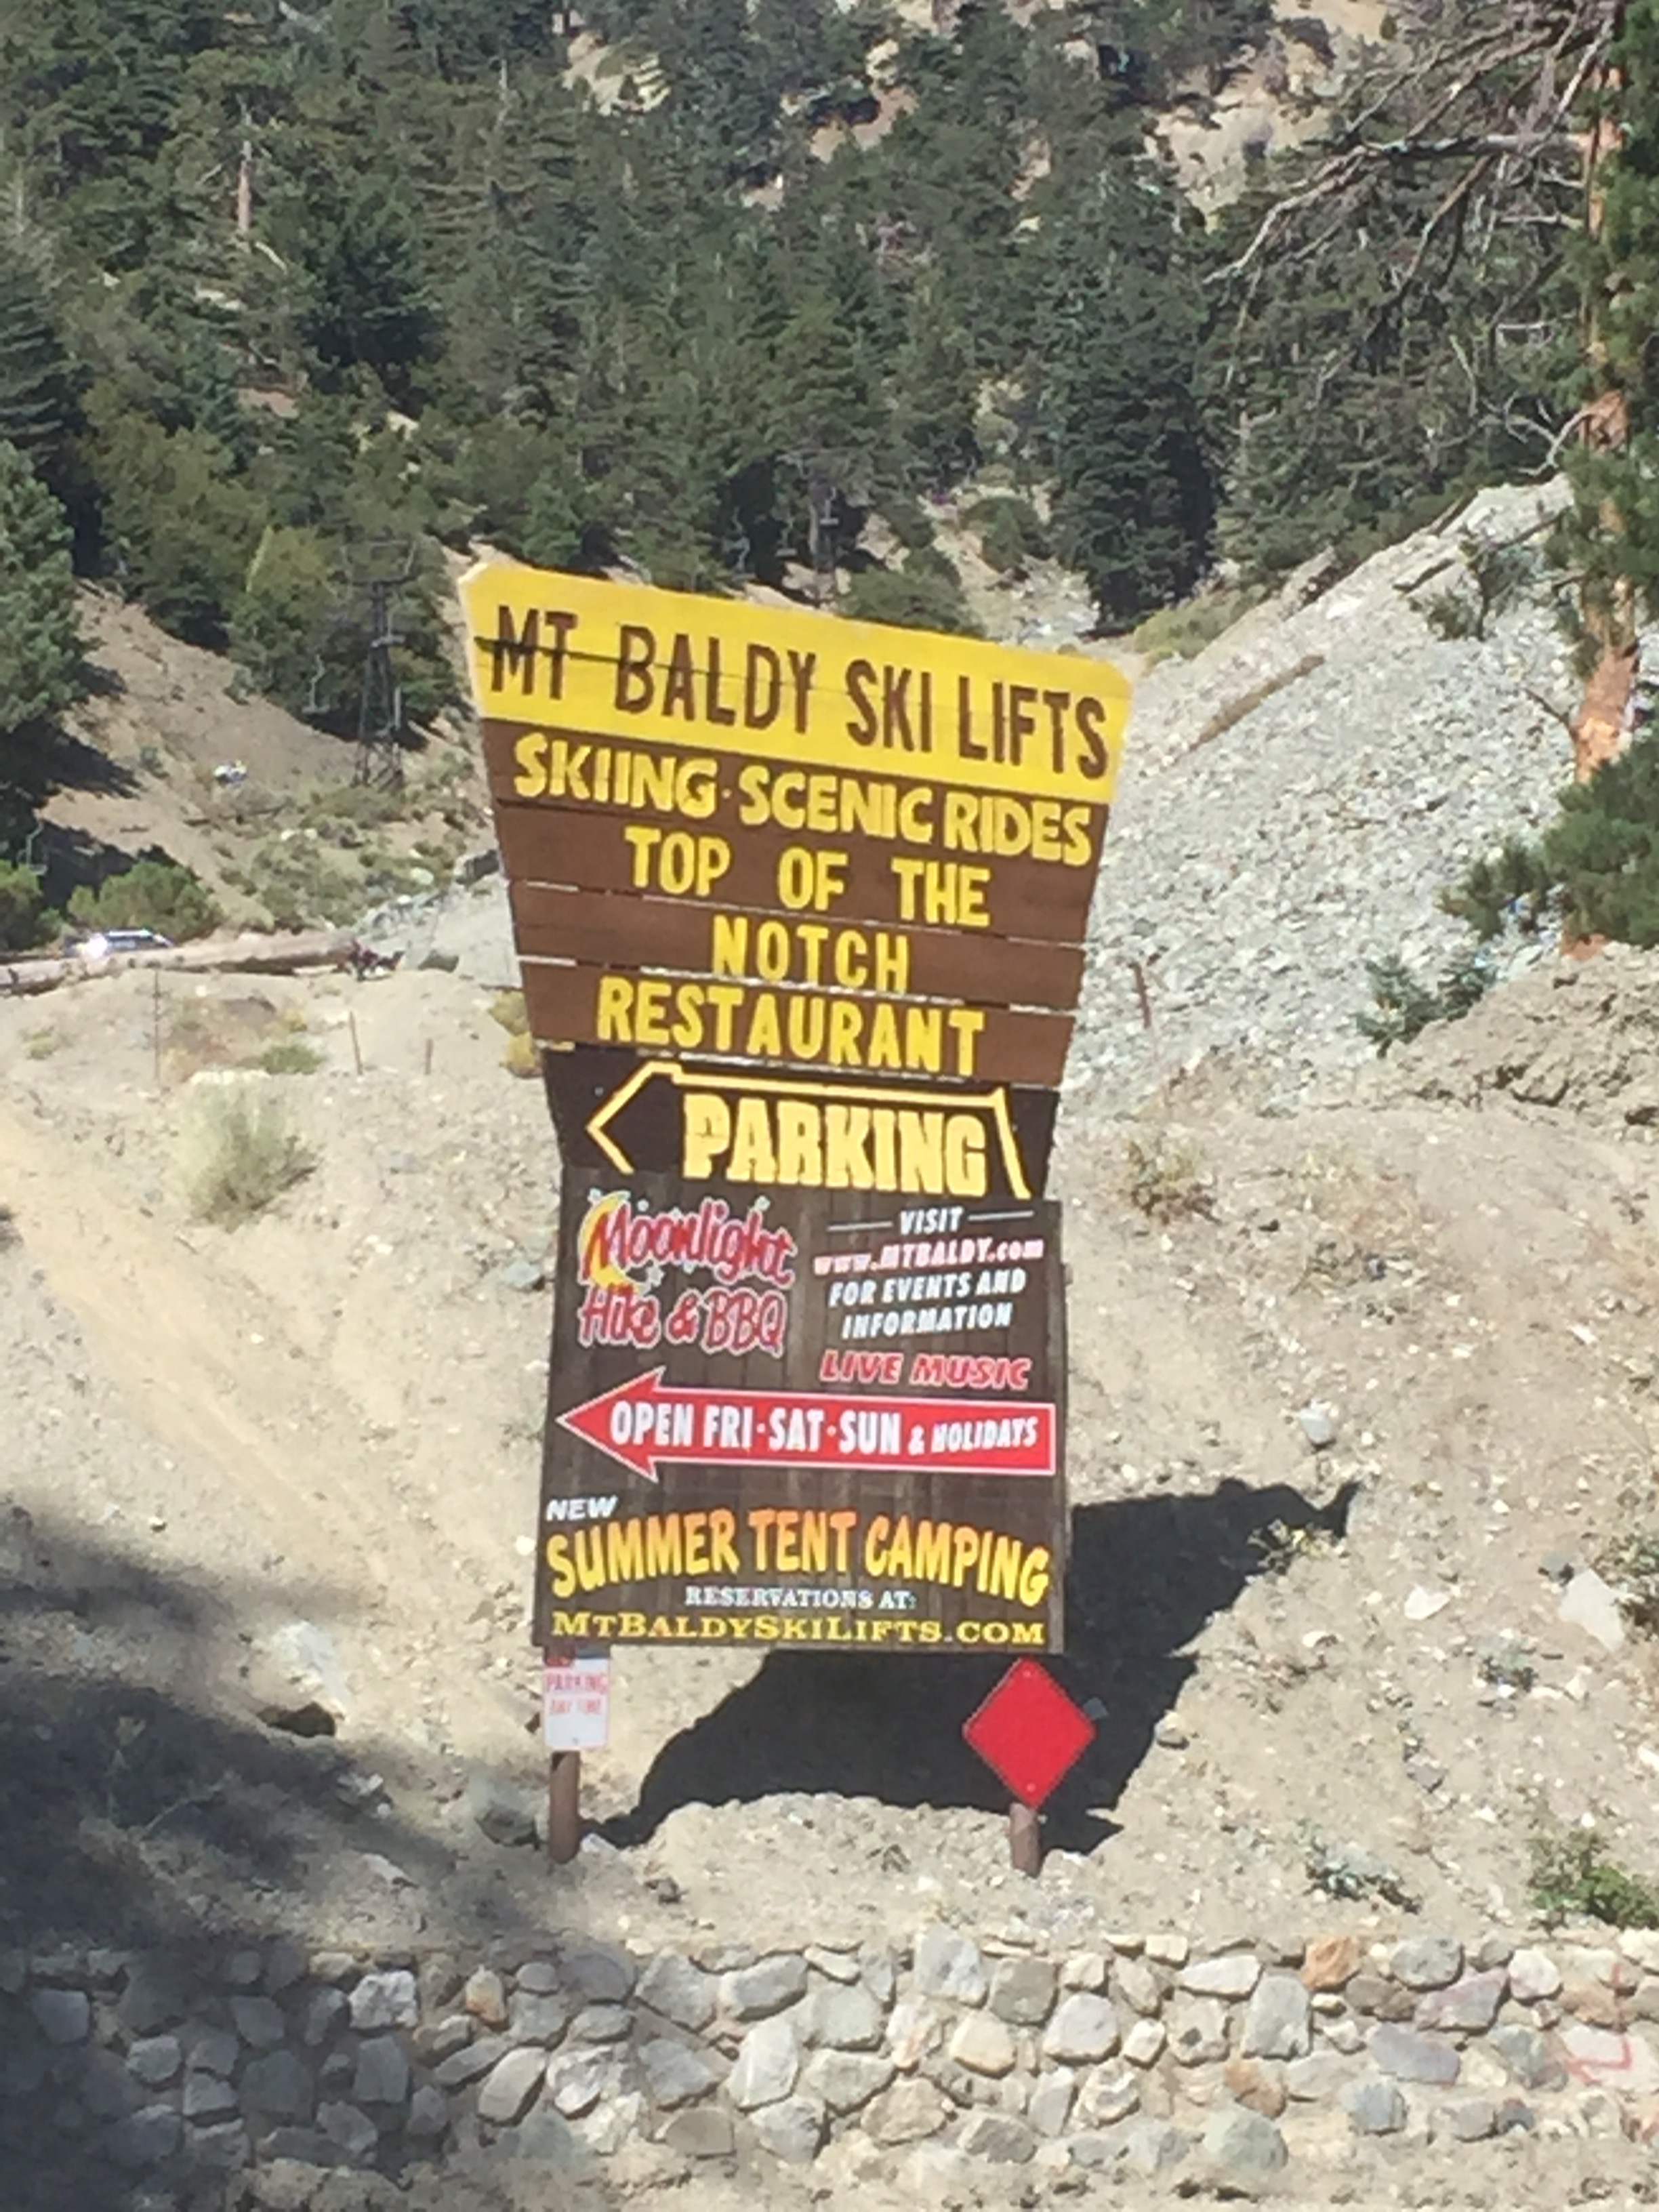 MT BALDY SKI LIFTS
SKIING · SCENIC RIDES
TOP OF THE
NOTCH
RESTAURANT
PARKING
Moonlight
Hike & BBQ
VISIT
www.MTBALDY.com
FOR EVENTS AND
INFORMATION
LIVE MUSIC
OPEN FRI · SAT · SUN & HOLIDAYS
NEW
SUMMER TENT CAMPING
RESERVATIONS AT:
MTBALDYSKILIFTS.COM
PARKING
ANY TIME